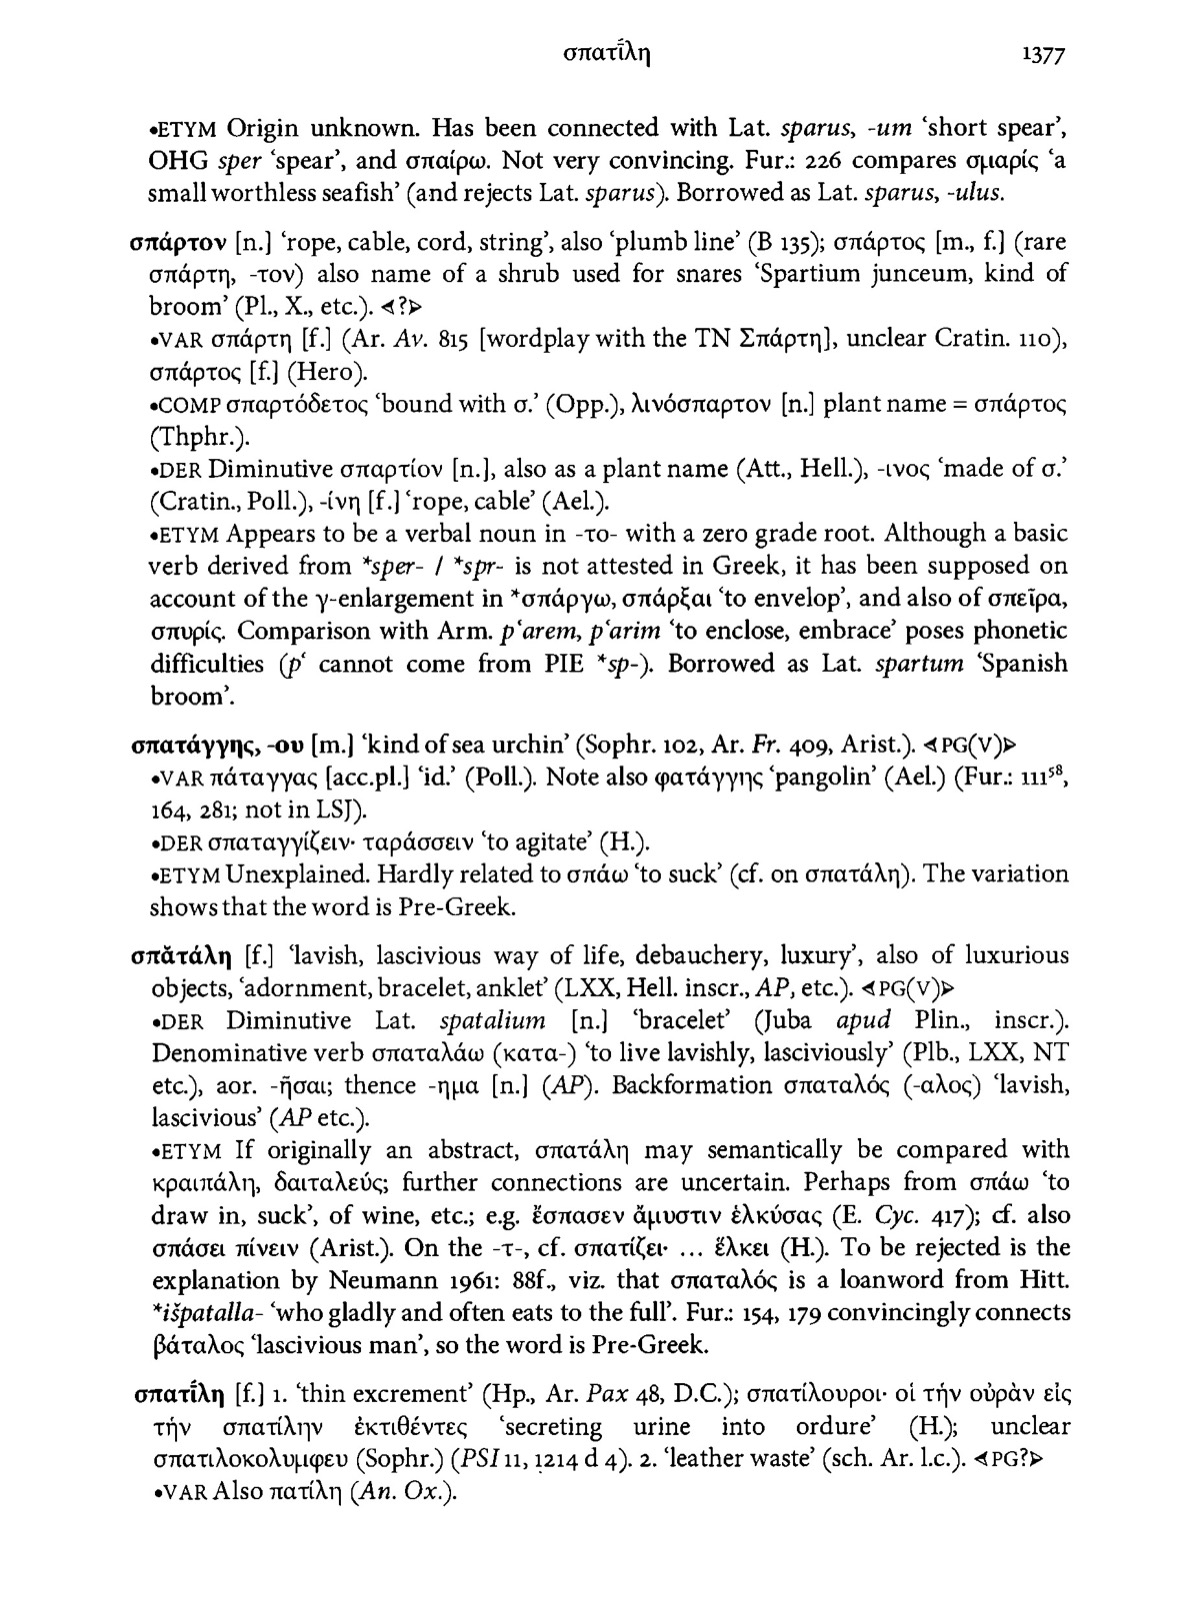 σπατί̄λη 1377
•ETYM Origin unknown. Has been connected with Lat. sparus, -um ‘short spear’,
OHG sper ‘spear’, and σπαίρω. Not very convincing. Fur.: 226 compares σμαρίς ‘a
small worthless seafish’ (and rejects Lat. sparus). Borrowed as Lat. sparus, -ulus.
σπάρτον [n.] ‘rope, cable, cord, string’, also ‘plumb line’ (B 135); σπάρτος [m., f.] (rare
σπάρτη, -τον) also name of a shrub used for snares ‘Spartium junceum, kind of
broom’ (Pl., X., etc.). ⊲?⊳
•VAR σπάρτη [f.] (Ar. Av. 815 [wordplay with the TN Σπάρτη], unclear Cratin. 110),
σπάρτος [f.] (Hero).
•COMP σπαρτόδετος ‘bound with σ.’ (Opp.), λινόσπαρτον [n.] plant name = σπάρτος
(Thphr.).
•DER Diminutive σπαρτίον [n.], also as a plant name (Att., Hell.), -ινος ‘made of σ.’
(Cratin., Poll.), -ίνη [f.] ‘rope, cable’ (Ael.).
•ETYM Appears to be a verbal noun in -το- with a zero grade root. Although a basic
verb derived from *sper- / *spr- is not attested in Greek, it has been supposed on
account of the γ-enlargement in *σπάργω, σπάρξαι ‘to envelop’, and also of σπεῖρα,
σπυρίς. Comparison with Arm. p‘arem, p‘arim ‘to enclose, embrace’ poses phonetic
difficulties (p‘ cannot come from PIE *sp-). Borrowed as Lat. spartum ‘Spanish
broom’.
σπατάγγης, -ου [m.] ‘kind of sea urchin’ (Sophr. 102, Ar. Fr. 409, Arist.). ⊲PG(V)⊳
•VAR πάταγγας [acc.pl.] ‘id.’ (Poll.). Note also φατάγγης ‘pangolin’ (Ael.) (Fur.: 111⁵⁸,
164, 281; not in LSJ).
•DER σπαταγγίζειν· ταράσσειν ‘to agitate’ (H.).
•ETYM Unexplained. Hardly related to σπάω ‘to suck’ (cf. on σπατάλη). The variation
shows that the word is Pre-Greek.
σπᾰτάλη [f.] ‘lavish, lascivious way of life, debauchery, luxury’, also of luxurious
objects, ‘adornment, bracelet, anklet’ (LXX, Hell. inscr., AP, etc.). ⊲PG(V)⊳
•DER Diminutive Lat. spatalium [n.] ‘bracelet’ (Juba apud Plin., inscr.).
Denominative verb σπαταλάω (κατα-) ‘to live lavishly, lasciviously’ (Plb., LXX, NT
etc.), aor. -ῆσαι; thence -ημα [n.] (AP). Backformation σπαταλός (-αλος) ‘lavish,
lascivious’ (AP etc.).
•ETYM If originally an abstract, σπατάλη may semantically be compared with
κραιπάλη, δαιταλεύς; further connections are uncertain. Perhaps from σπάω ‘to
draw in, suck’, of wine, etc.; e.g. ἔσπασεν ἄμυστιν ἑλκύσας (E. Cyc. 417); cf. also
σπάσει πίνειν (Arist.). On the -τ-, cf. σπατίζει· ... ἕλκει (H.). To be rejected is the
explanation by Neumann 1961: 88f., viz. that σπαταλός is a loanword from Hitt.
*išpatalla- ‘who gladly and often eats to the full’. Fur.: 154, 179 convincingly connects
βάταλος ‘lascivious man’, so the word is Pre-Greek.
σπατί̄λη [f.] 1. ‘thin excrement’ (Hp., Ar. Pax 48, D.C.); σπατίλουροι· οἱ τήν οὐρὰν εἰς
τήν σπατίλην ἐκτιθέντες ‘secreting urine into ordure’ (H.); unclear
σπατιλοκολυμφευ (Sophr.) (PSI 11, 1214 d 4). 2. ‘leather waste’ (sch. Ar. l.c.). ⊲PG?⊳
•VAR Also πατίλη (An. Ox.).